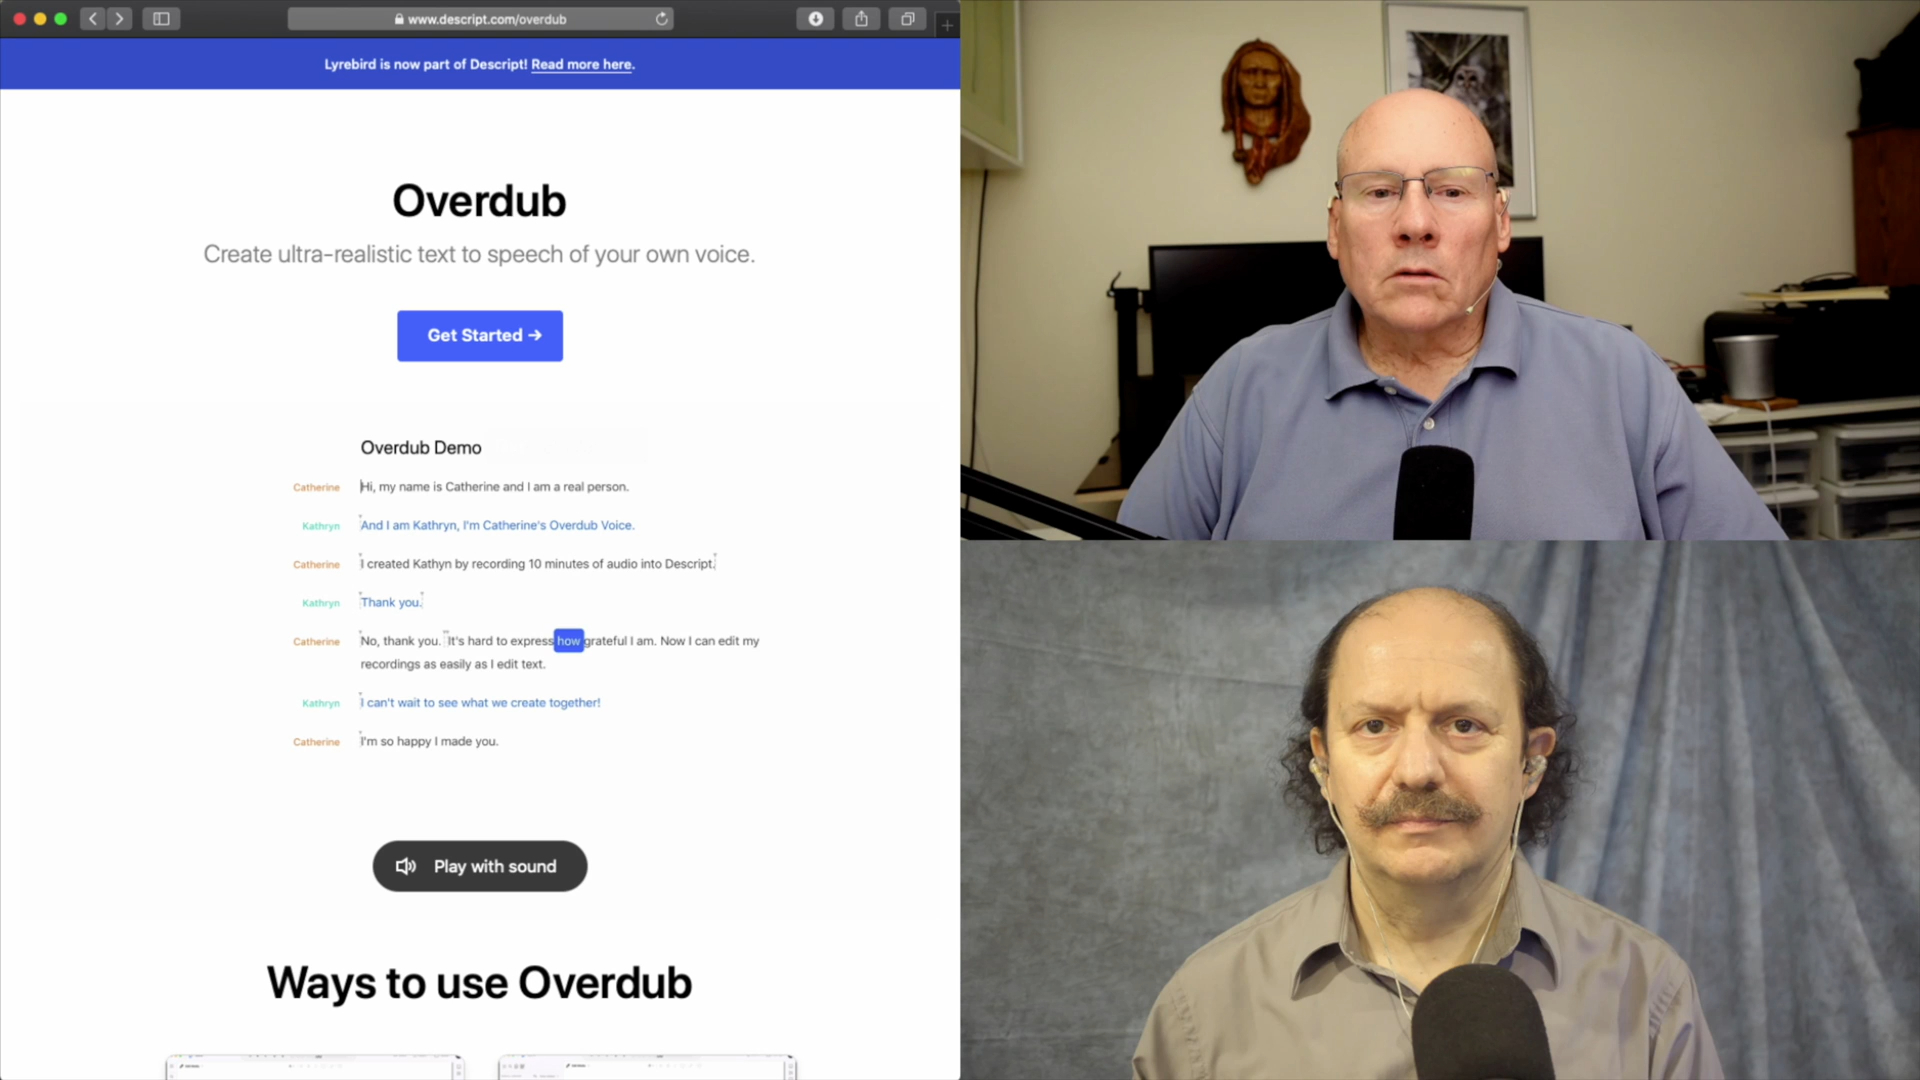 www.descript.com/overdub
Lyrebird is now part of Descript! Read more here.
Overdub
Create ultra-realistic text to speech of your own voice.
Get Started →
Overdub Demo
Catherine Hi, my name is Catherine and I am a real person.
Kathryn And I am Kathryn, I'm Catherine's Overdub Voice.
Catherine I created Kathyn by recording 10 minutes of audio into Descript.
Kathryn Thank you.
Catherine No, thank you. It's hard to express how grateful I am. Now I can edit my
recordings as easily as I edit text.
Kathryn I can't wait to see what we create together!
Catherine I'm so happy I made you.
Play with sound
Ways to use Overdub